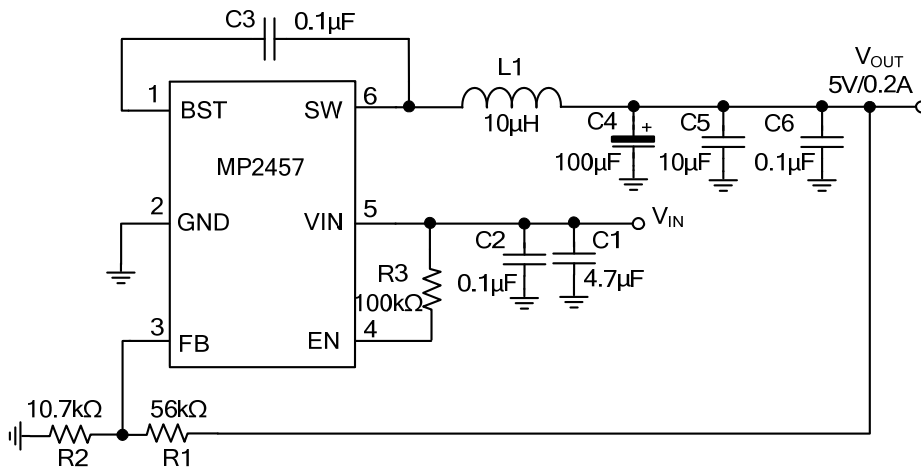 C3 0.1µF
L1
10µH
V_OUT
5V/0.2A
1 BST
SW 6
MP2457
C4
100µF
+
C5
10µF
C6
0.1µF
2 GND
VIN 5
V_IN
C2
0.1µF
C1
4.7µF
R3
100kΩ
3 FB
EN 4
10.7kΩ
R2
56kΩ
R1